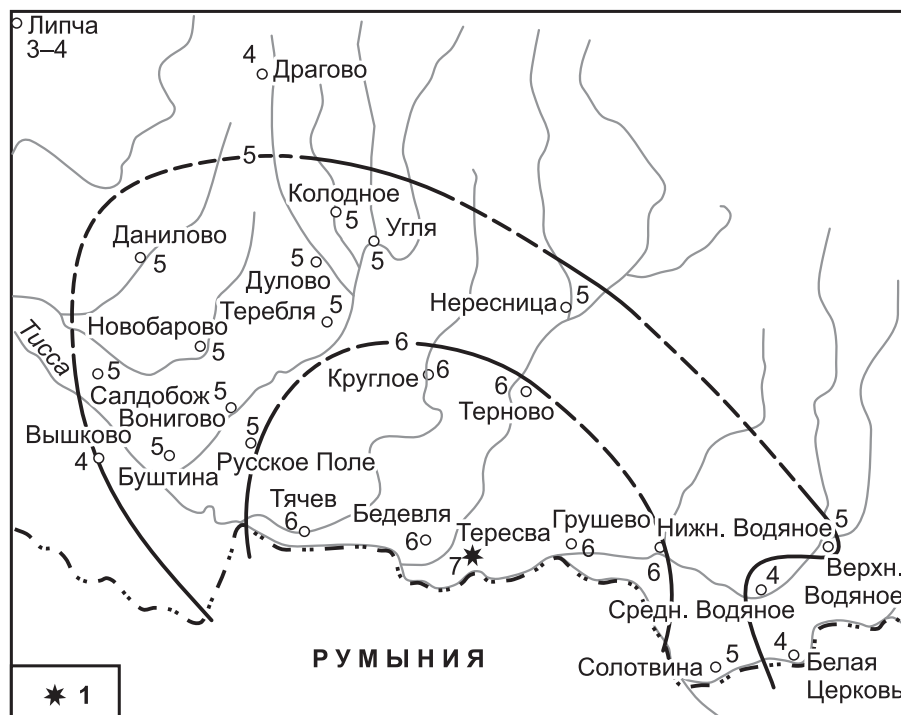 Липча
3–4
4
Драгово
5
Колодное
5
Угля
5
Данилово
5
5
Дулово
Теребля
5
Нересница
5
Тисса
Новобарово
5
6
Круглое
6
6
Терново
5
Салдобож
5
Вонигово
Вышково
4
5
Буштина
5
Русское Поле
Тячев
6
Бедевля
6
Тересва
7
Грушево
6
Нижн. Водяное
6
5
Верхн.
Водяное
4
Средн. Водяное
РУМЫНИЯ
Солотвина
5
4
Белая
Церковь
1